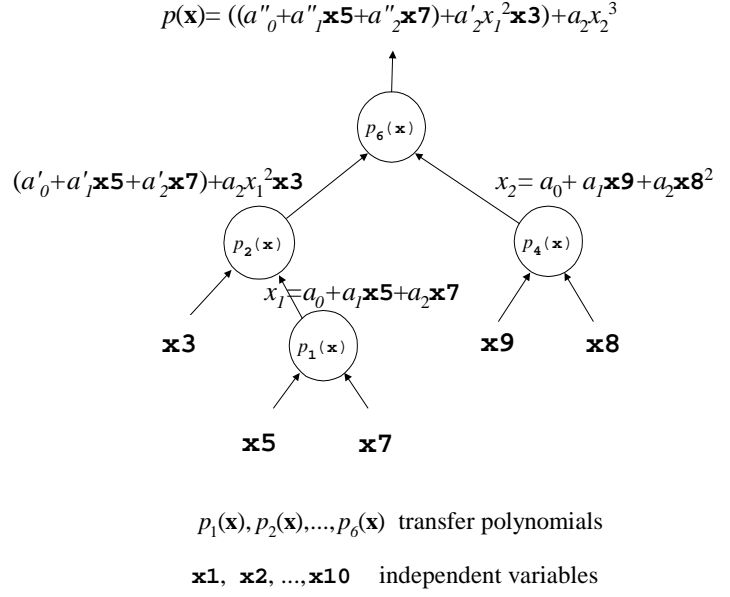 p(x)= ((a″₀+a″₁x5+a″₂x7)+a′₂x₁²x3)+a₂x₂³
p₆(x)
(a′₀+a′₁x5+a′₂x7)+a₂x₁²x3
x₂= a₀+ a₁x9+a₂x8²
p₂(x)
p₄(x)
x₁=a₀+a₁x5+a₂x7
x3
p₁(x)
x9
x8
x5
x7
p₁(x), p₂(x),...,p₆(x) transfer polynomials
x1, x2, ...,x10 independent variables